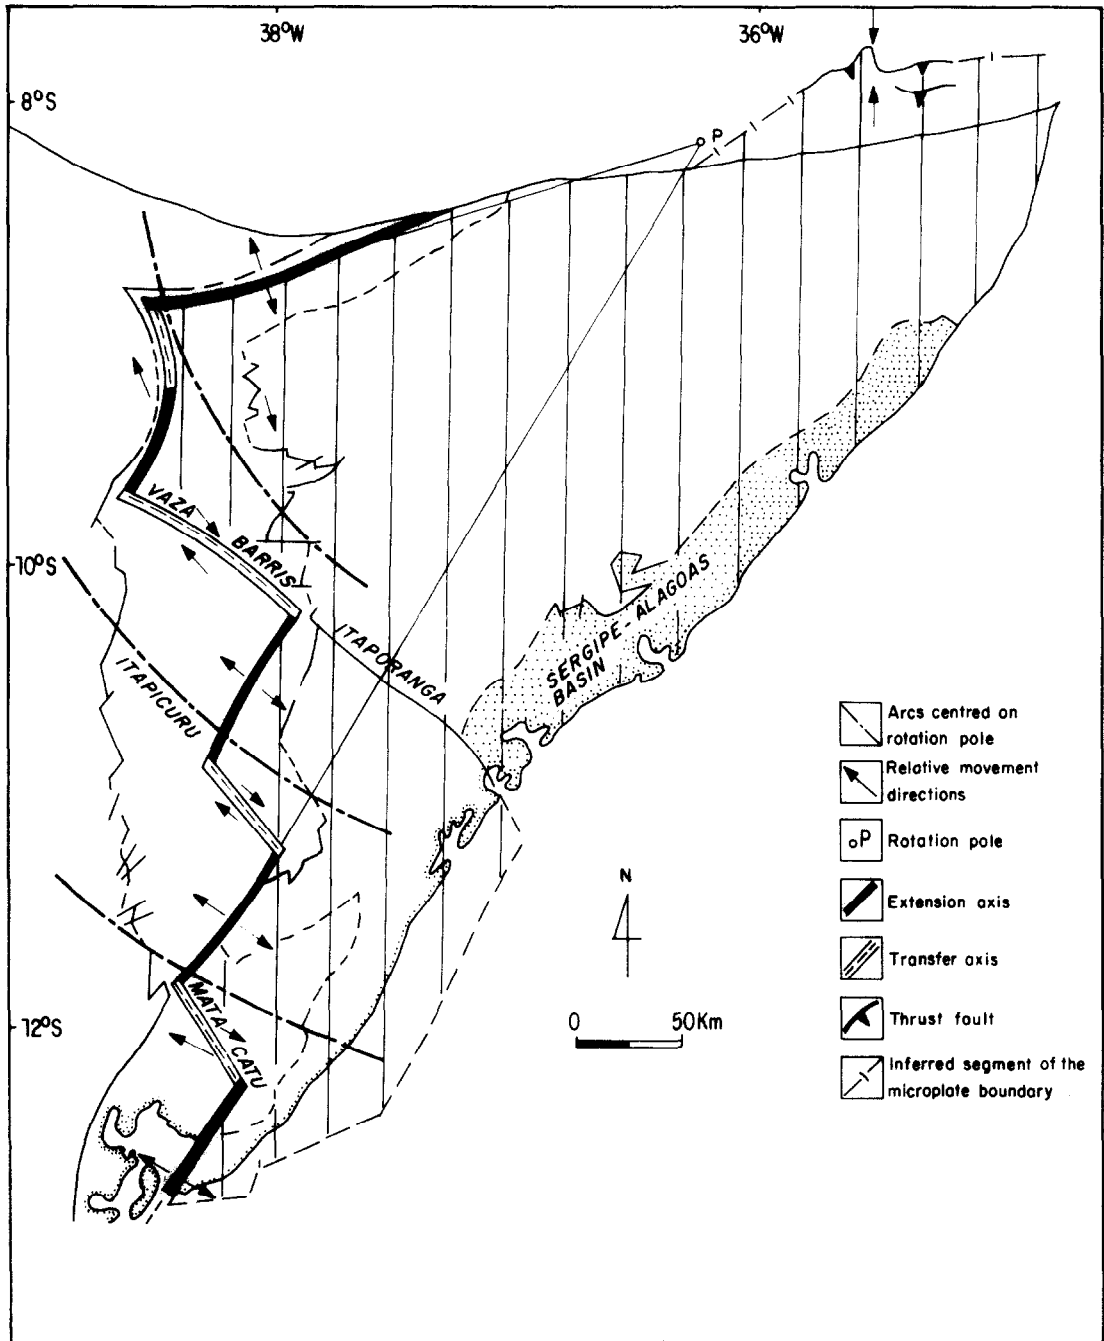 38°W
36°W
8°S
P
VAZA
BARRIS
10°S
ITAPORANGA
SERGIPE - ALAGOAS
BASIN
ITAPICURU
Arcs centred on
rotation pole
Relative movement
directions
P
Rotation pole
N
Extension axis
Transfer axis
MATA
CATU
12°S
0
50Km
Thrust fault
Inferred segment of the
microplate boundary